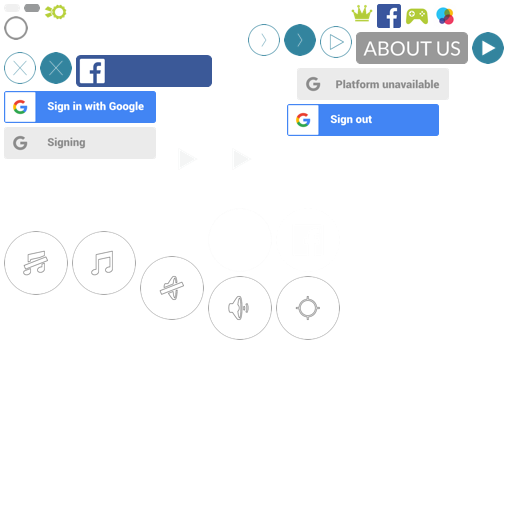 ABOUT US
Platform unavailable
Sign in with Google
Sign out
Signing